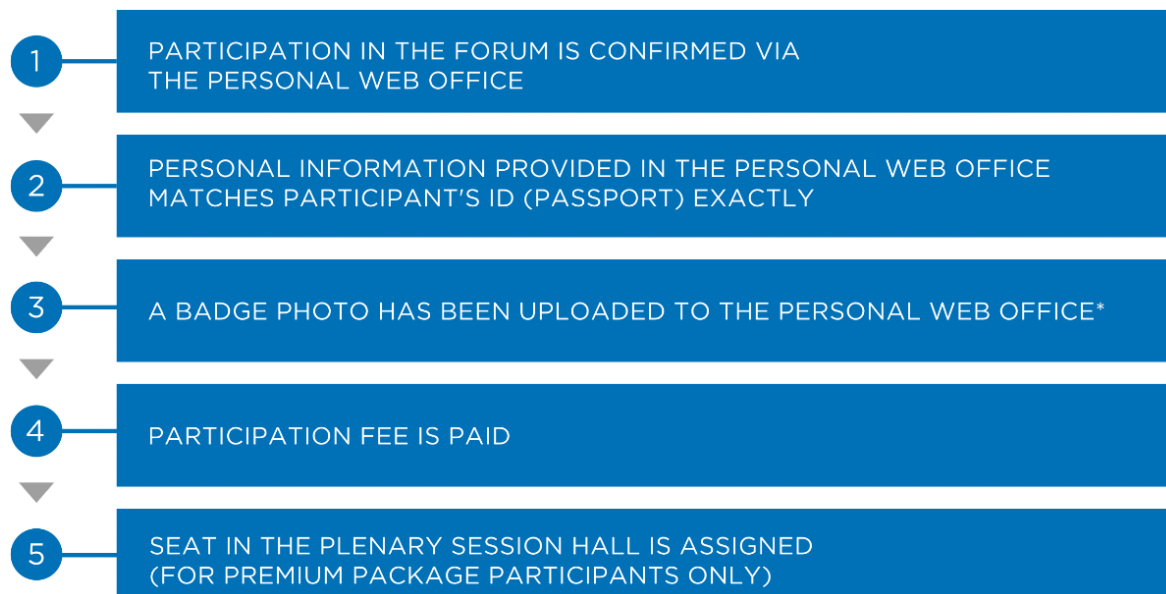 1
PARTICIPATION IN THE FORUM IS CONFIRMED VIA
THE PERSONAL WEB OFFICE
2
PERSONAL INFORMATION PROVIDED IN THE PERSONAL WEB OFFICE
MATCHES PARTICIPANT'S ID (PASSPORT) EXACTLY
3
A BADGE PHOTO HAS BEEN UPLOADED TO THE PERSONAL WEB OFFICE*
4
PARTICIPATION FEE IS PAID
5
SEAT IN THE PLENARY SESSION HALL IS ASSIGNED
(FOR PREMIUM PACKAGE PARTICIPANTS ONLY)